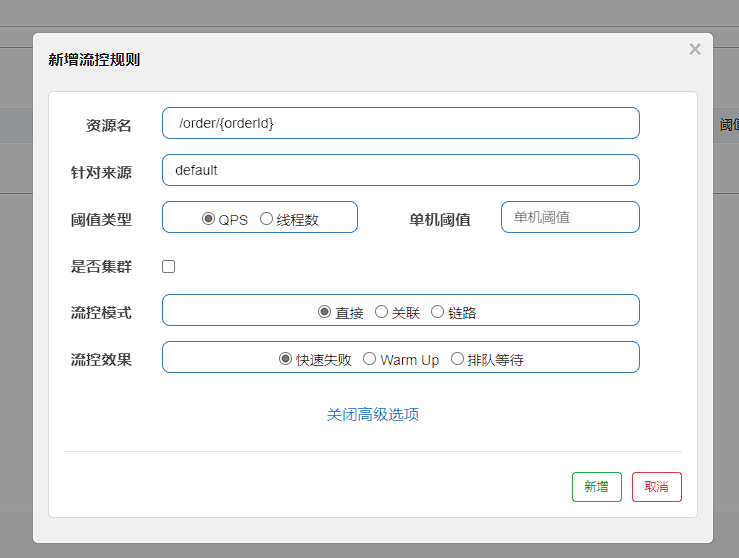 新增流控规则
×
阈值
资源名 /order/{orderId}
针对来源 default
阈值类型 QPS 线程数 单机阈值 单机阈值
是否集群
流控模式 直接 关联 链路
流控效果 快速失败 Warm Up 排队等待
关闭高级选项
新增 取消